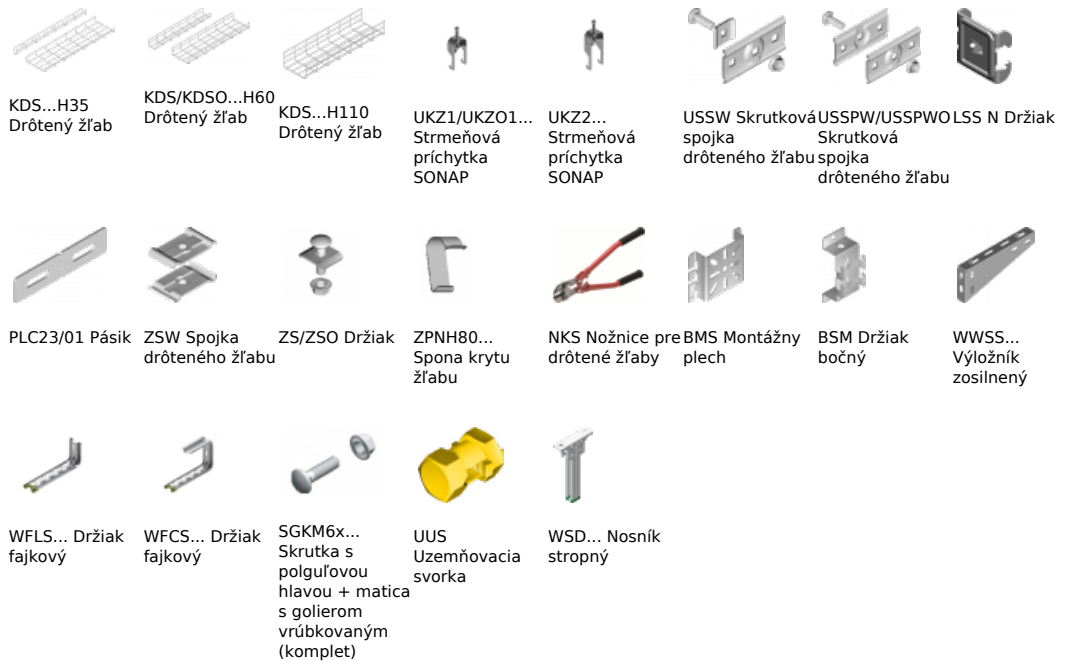 KDS...H35
Drôtený žľab
KDS/KDSO...H60
Drôtený žľab
KDS...H110
Drôtený žľab
UKZ1/UKZO1...
Strmeňová
príchytka
SONAP
UKZ2...
Strmeňová
príchytka
SONAP
USSW Skrutková
spojka
drôteného žľabu
USSPW/USSPWO
Skrutková
spojka
drôteného žľabu
LSS N Držiak
PLC23/01 Pásik
ZSW Spojka
drôteného žľabu
ZS/ZSO Držiak
ZPNH80...
Spona krytu
žľabu
NKS Nožnice pre
drôtené žľaby
BMS Montážny
plech
BSM Držiak
bočný
WWSS...
Výložník
zosilnený
WFLS... Držiak
fajkový
WFCS... Držiak
fajkový
SGKM6x...
Skrutka s
polguľovou
hlavou + matica
s golierom
vrúbkovaným
(komplet)
UUS
Uzemňovacia
svorka
WSD... Nosník
stropný